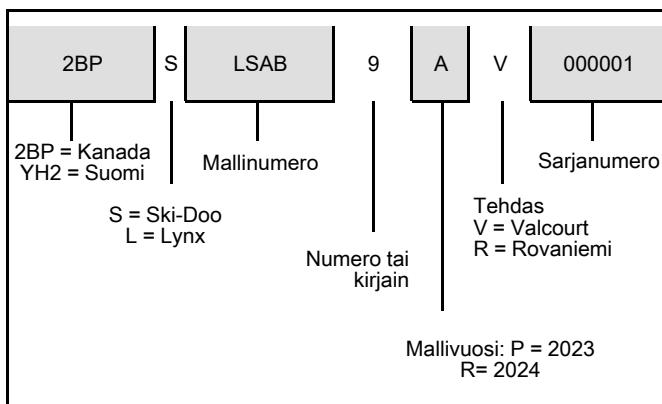 2BP S LSAB 9 A V 000001
2BP = Kanada
YH2 = Suomi
Mallinumero
Sarjanumero
S = Ski-Doo
L = Lynx
Tehdas
V = Valcourt
R = Rovaniemi
Numero tai
kirjain
Mallivuosi: P = 2023
R= 2024